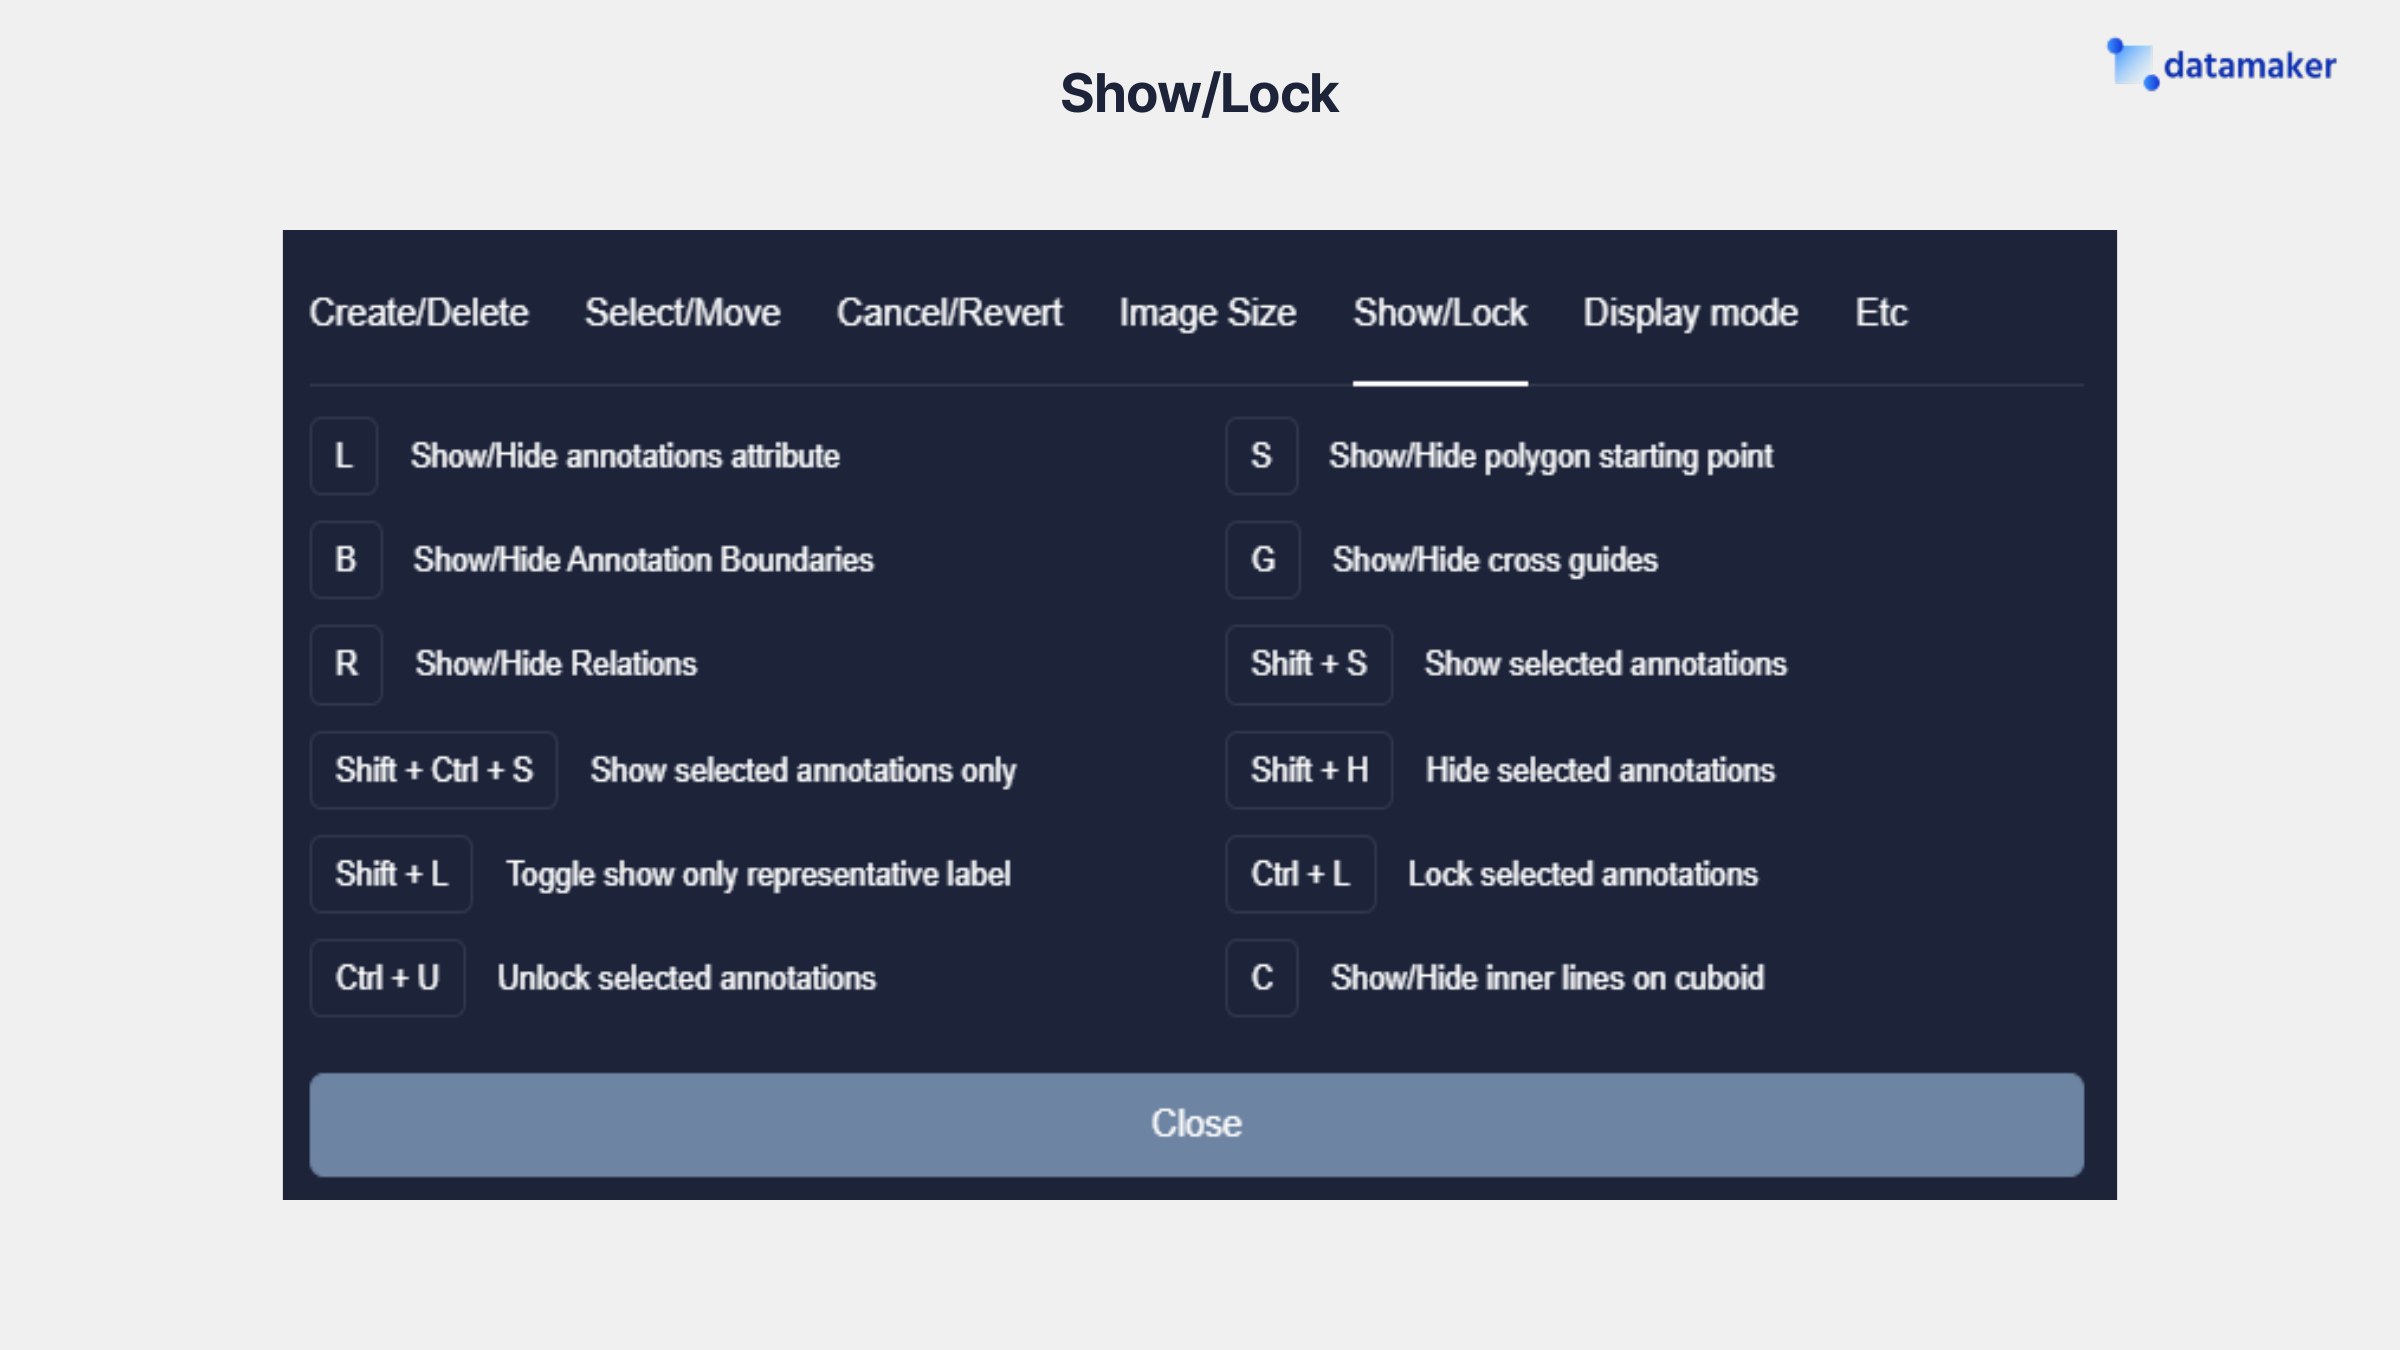 Show/Lock
datamaker
Create/Delete Select/Move Cancel/Revert Image Size Show/Lock Display mode Etc
L Show/Hide annotations attribute
S Show/Hide polygon starting point
B Show/Hide Annotation Boundaries
G Show/Hide cross guides
R Show/Hide Relations
Shift + S Show selected annotations
Shift + Ctrl + S Show selected annotations only
Shift + H Hide selected annotations
Shift + L Toggle show only representative label
Ctrl + L Lock selected annotations
Ctrl + U Unlock selected annotations
C Show/Hide inner lines on cuboid
Close